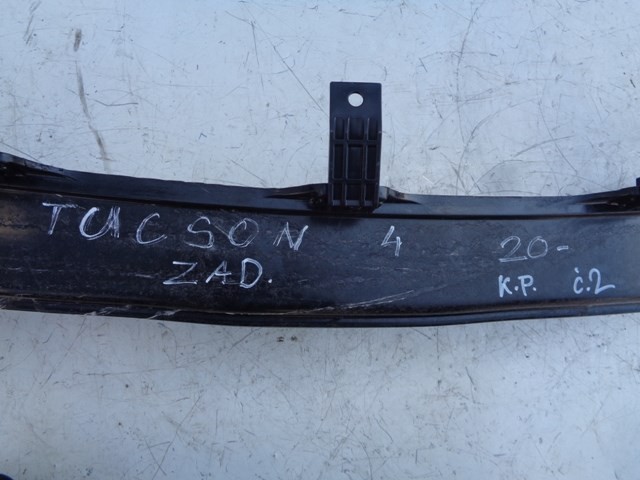 TUCSON 4 20-
ZAD. K.P. č.2